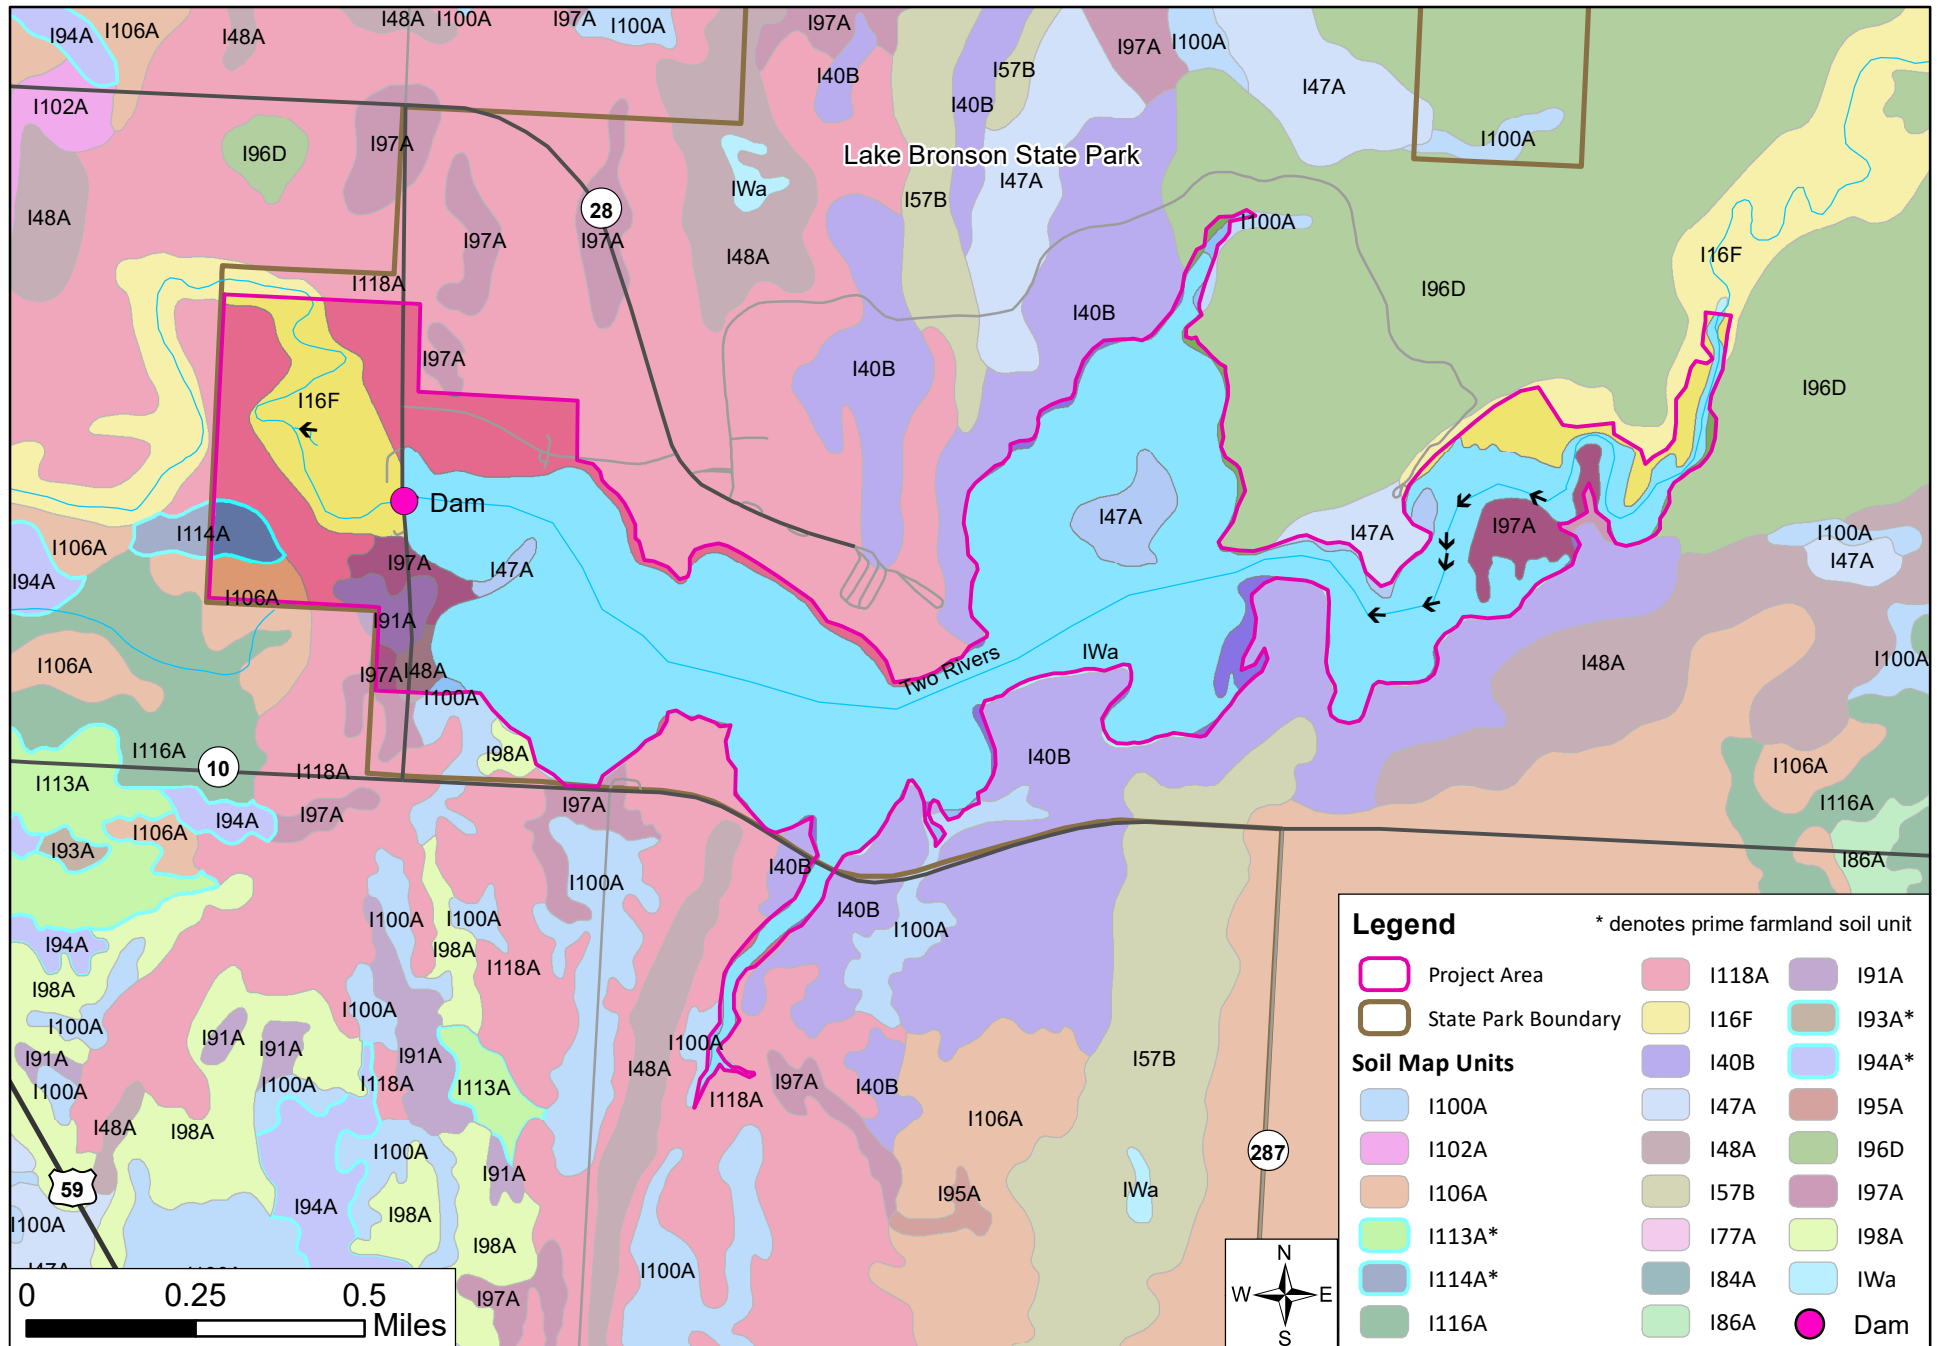 I94A
I106A
I48A
I48A
I100A
I97A
I100A
I97A
I40B
I57B
I40B
I97A
I100A
I47A
I100A
I102A
I96D
I97A
Lake Bronson State Park
I48A
IWa
28
I97A
I97A
I48A
I57B
I47A
I100A
I16F
I118A
I96D
I40B
I97A
I40B
I96D
I16F
Dam
I47A
I114A
I106A
I94A
I97A
I47A
I47A
I97A
I100A
I47A
I106A
I91A
I106A
I97A
I48A
I100A
Two Rivers
IWa
I48A
I100A
I116A
10
I118A
I98A
I40B
I106A
I113A
I97A
I116A
I94A
I97A
I106A
I93A
I40B
I86A
I100A
I40B
I100A
I94A
I100A
I100A
I98A
I118A
I98A
I100A
I100A
I91A
I91A
I91A
I100A
I48A
I57B
I100A
I100A
I118A
I113A
I118A
I97A
I40B
I106A
I48A
I98A
I100A
I91A
I95A
IWa
287
59
I94A
I98A
I100A
I98A
I47A
I100A
I97A
0 0.25 0.5
Miles
N
W E
S
Legend
* denotes prime farmland soil unit
Project Area
State Park Boundary
Soil Map Units
I100A
I102A
I106A
I113A*
I114A*
I116A
I118A
I16F
I40B
I47A
I48A
I57B
I77A
I84A
I86A
I91A
I93A*
I94A*
I95A
I96D
I97A
I98A
IWa
Dam